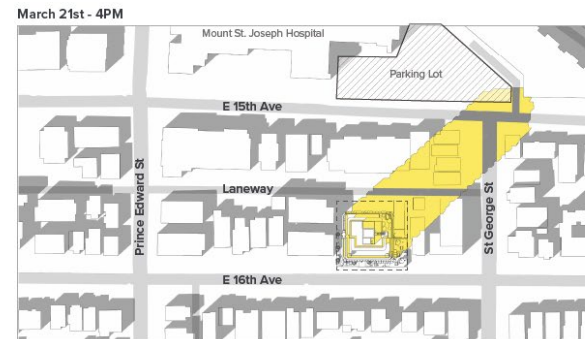 March 21st - 4PM
Mount St. Joseph Hospital
Parking Lot
E 15th Ave
Laneway
Prince Edward St
St George St
E 16th Ave